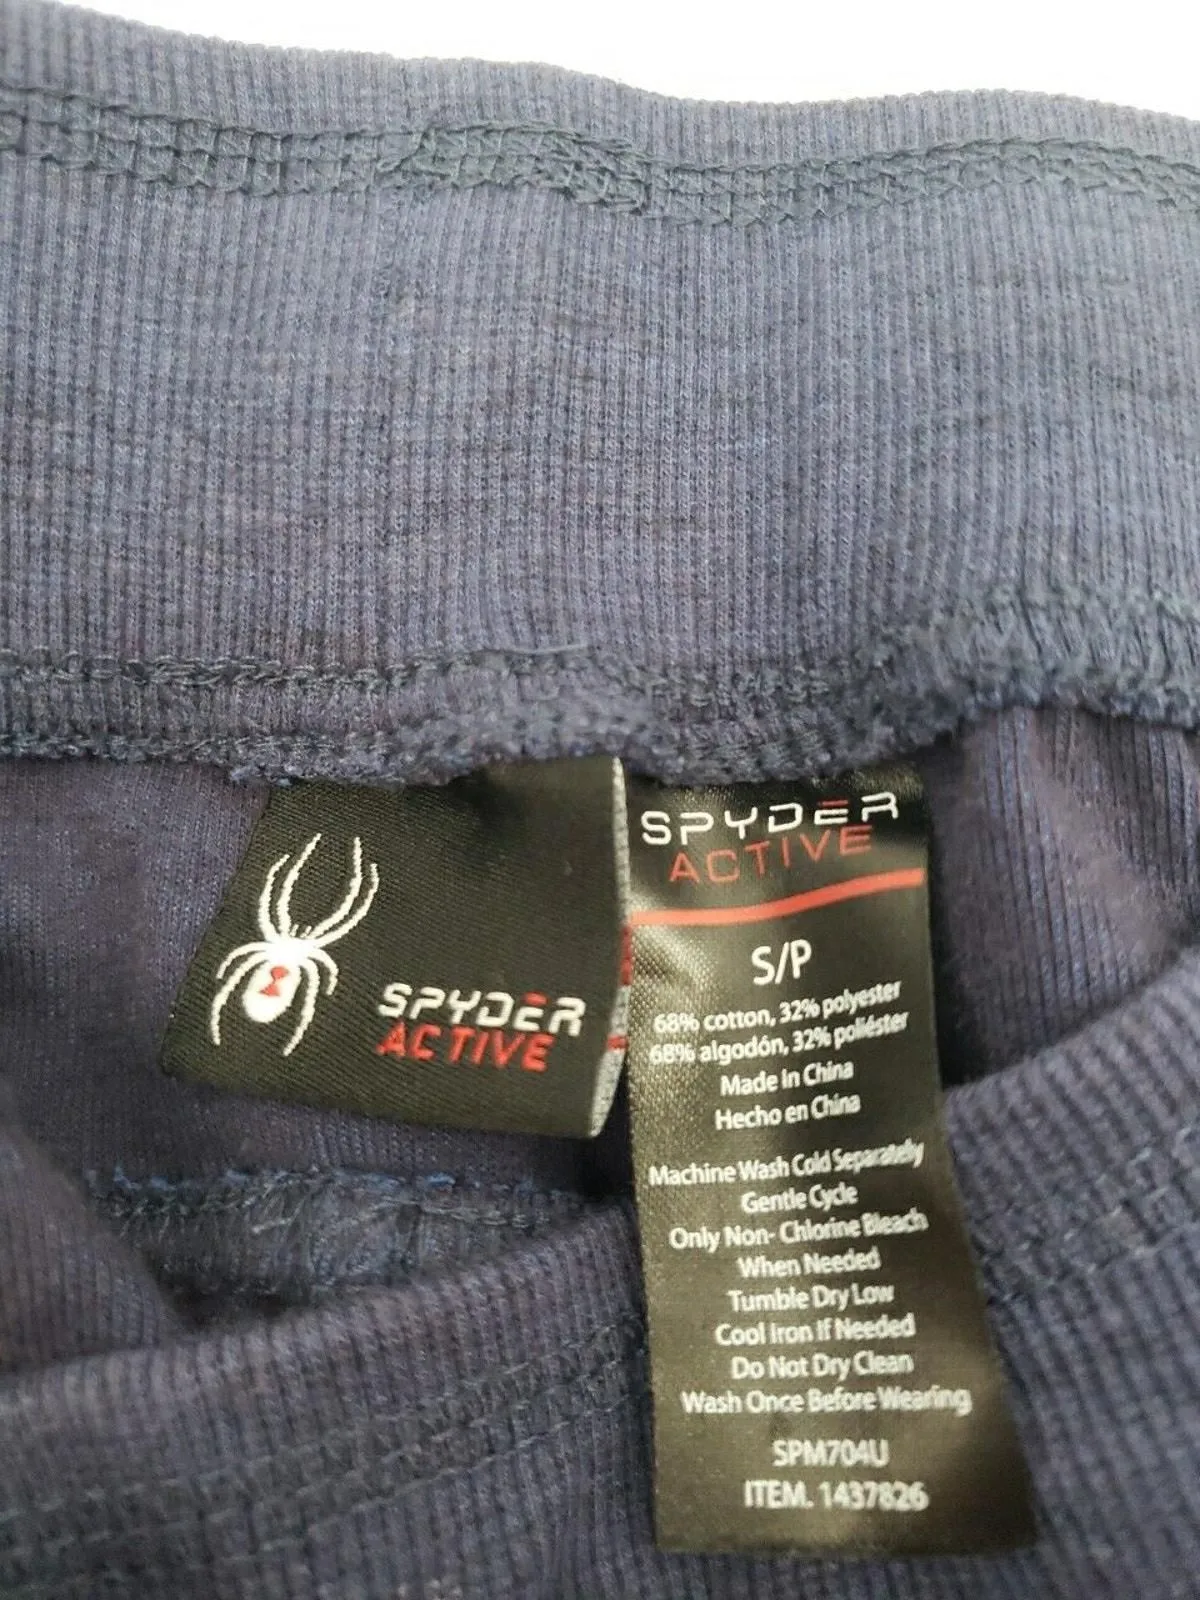 SPYDER
ACTIVE
SPYDER
ACTIVE
S/P
68% cotton, 32% polyester
68% algodón, 32% poliéster
Made In China
Hecho en China
Machine Wash Cold Separately
Gentle Cycle
Only Non- Chlorine Bleach
When Needed
Tumble Dry Low
Cool Iron If Needed
Do Not Dry Clean
Wash Once Before Wearing
SPM704U
ITEM. 1437826